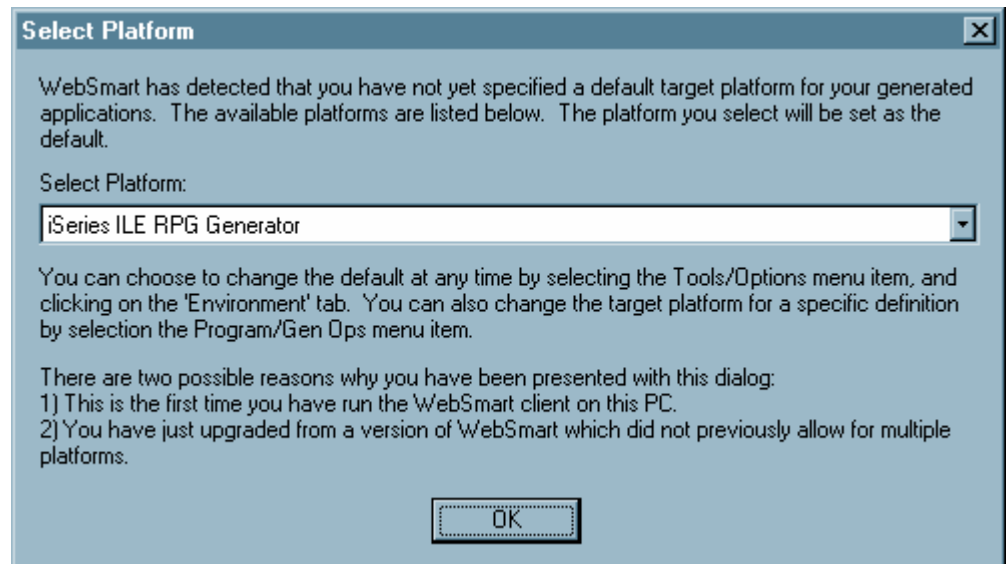 Select Platform
WebSmart has detected that you have not yet specified a default target platform for your generated
applications. The available platforms are listed below. The platform you select will be set as the
default.
Select Platform:
iSeries ILE RPG Generator
You can choose to change the default at any time by selecting the Tools/Options menu item, and
clicking on the 'Environment' tab. You can also change the target platform for a specific definition
by selection the Program/Gen Ops menu item.
There are two possible reasons why you have been presented with this dialog:
1) This is the first time you have run the WebSmart client on this PC.
2) You have just upgraded from a version of WebSmart which did not previously allow for multiple
platforms.
OK